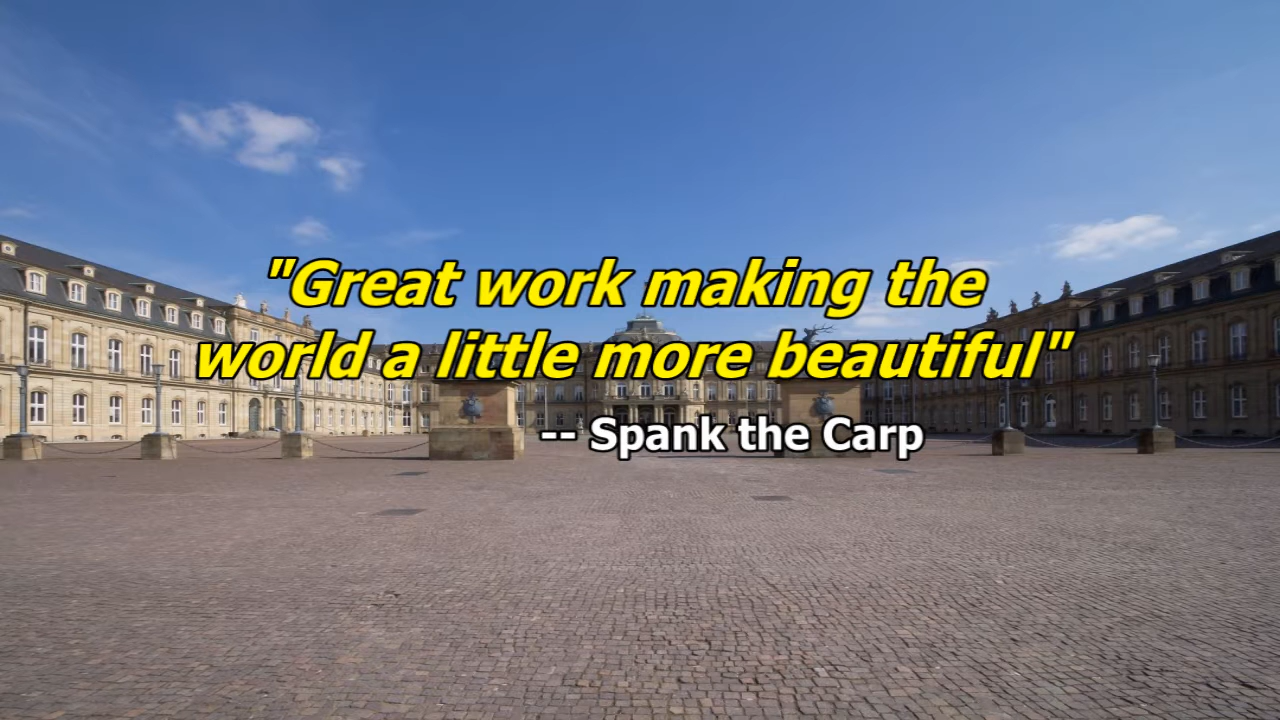 "Great work making the
world a little more beautiful"
-- Spank the Carp